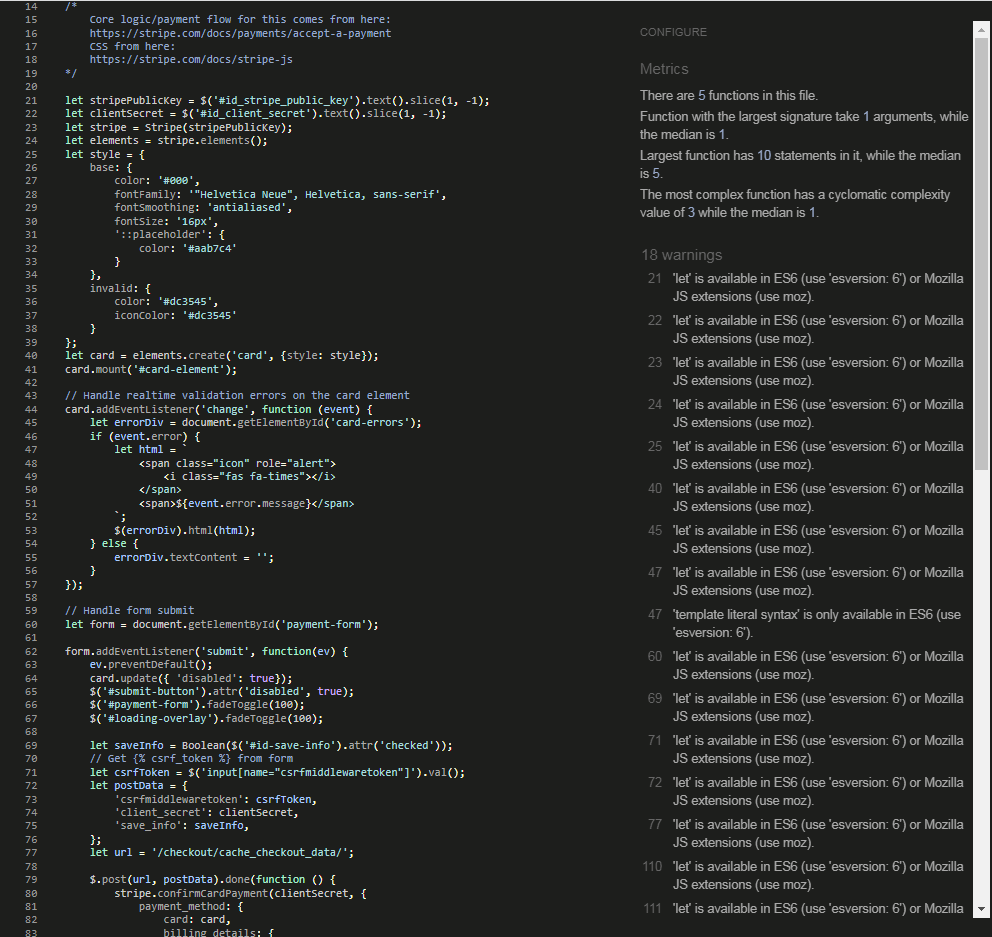 14 /*
15 Core logic/payment flow for this comes from here:
16 https://stripe.com/docs/payments/accept-a-payment
17 CSS from here:
18 https://stripe.com/docs/stripe-js
19 */
20
21 let stripePublicKey = $('#id_stripe_public_key').text().slice(1, -1);
22 let clientSecret = $('#id_client_secret').text().slice(1, -1);
23 let stripe = Stripe(stripePublicKey);
24 let elements = stripe.elements();
25 let style = {
26 base: {
27 color: '#000',
28 fontFamily: '"Helvetica Neue", Helvetica, sans-serif',
29 fontSmoothing: 'antialiased',
30 fontSize: '16px',
31 '::placeholder': {
32 color: '#aab7c4'
33 }
34 },
35 invalid: {
36 color: '#dc3545',
37 iconColor: '#dc3545'
38 }
39 };
40 let card = elements.create('card', {style: style});
41 card.mount('#card-element');
42
43 // Handle realtime validation errors on the card element
44 card.addEventListener('change', function (event) {
45 let errorDiv = document.getElementById('card-errors');
46 if (event.error) {
47 let html = `
48 <span class="icon" role="alert">
49 <i class="fas fa-times"></i>
50 </span>
51 <span>${event.error.message}</span>
52 `;
53 $(errorDiv).html(html);
54 } else {
55 errorDiv.textContent = '';
56 }
57 });
58
59 // Handle form submit
60 let form = document.getElementById('payment-form');
61
62 form.addEventListener('submit', function(ev) {
63 ev.preventDefault();
64 card.update({ 'disabled': true});
65 $('#submit-button').attr('disabled', true);
66 $('#payment-form').fadeToggle(100);
67 $('#loading-overlay').fadeToggle(100);
68
69 let saveInfo = Boolean($('#id-save-info').attr('checked'));
70 // Get {% csrf_token %} from form
71 let csrfToken = $('input[name="csrfmiddlewaretoken"]').val();
72 let postData = {
73 'csrfmiddlewaretoken': csrfToken,
74 'client_secret': clientSecret,
75 'save_info': saveInfo,
76 };
77 let url = '/checkout/cache_checkout_data/';
78
79 $.post(url, postData).done(function () {
80 stripe.confirmCardPayment(clientSecret, {
81 payment_method: {
82 card: card,
83 billing_details: {
CONFIGURE
Metrics
There are 5 functions in this file.
Function with the largest signature take 1 arguments, while
the median is 1.
Largest function has 10 statements in it, while the median
is 5.
The most complex function has a cyclomatic complexity
value of 3 while the median is 1.
18 warnings
21 'let' is available in ES6 (use 'esversion: 6') or Mozilla
JS extensions (use moz).
22 'let' is available in ES6 (use 'esversion: 6') or Mozilla
JS extensions (use moz).
23 'let' is available in ES6 (use 'esversion: 6') or Mozilla
JS extensions (use moz).
24 'let' is available in ES6 (use 'esversion: 6') or Mozilla
JS extensions (use moz).
25 'let' is available in ES6 (use 'esversion: 6') or Mozilla
JS extensions (use moz).
40 'let' is available in ES6 (use 'esversion: 6') or Mozilla
JS extensions (use moz).
45 'let' is available in ES6 (use 'esversion: 6') or Mozilla
JS extensions (use moz).
47 'let' is available in ES6 (use 'esversion: 6') or Mozilla
JS extensions (use moz).
47 'template literal syntax' is only available in ES6 (use
'esversion: 6').
60 'let' is available in ES6 (use 'esversion: 6') or Mozilla
JS extensions (use moz).
69 'let' is available in ES6 (use 'esversion: 6') or Mozilla
JS extensions (use moz).
71 'let' is available in ES6 (use 'esversion: 6') or Mozilla
JS extensions (use moz).
72 'let' is available in ES6 (use 'esversion: 6') or Mozilla
JS extensions (use moz).
77 'let' is available in ES6 (use 'esversion: 6') or Mozilla
JS extensions (use moz).
110 'let' is available in ES6 (use 'esversion: 6') or Mozilla
JS extensions (use moz).
111 'let' is available in ES6 (use 'esversion: 6') or Mozilla